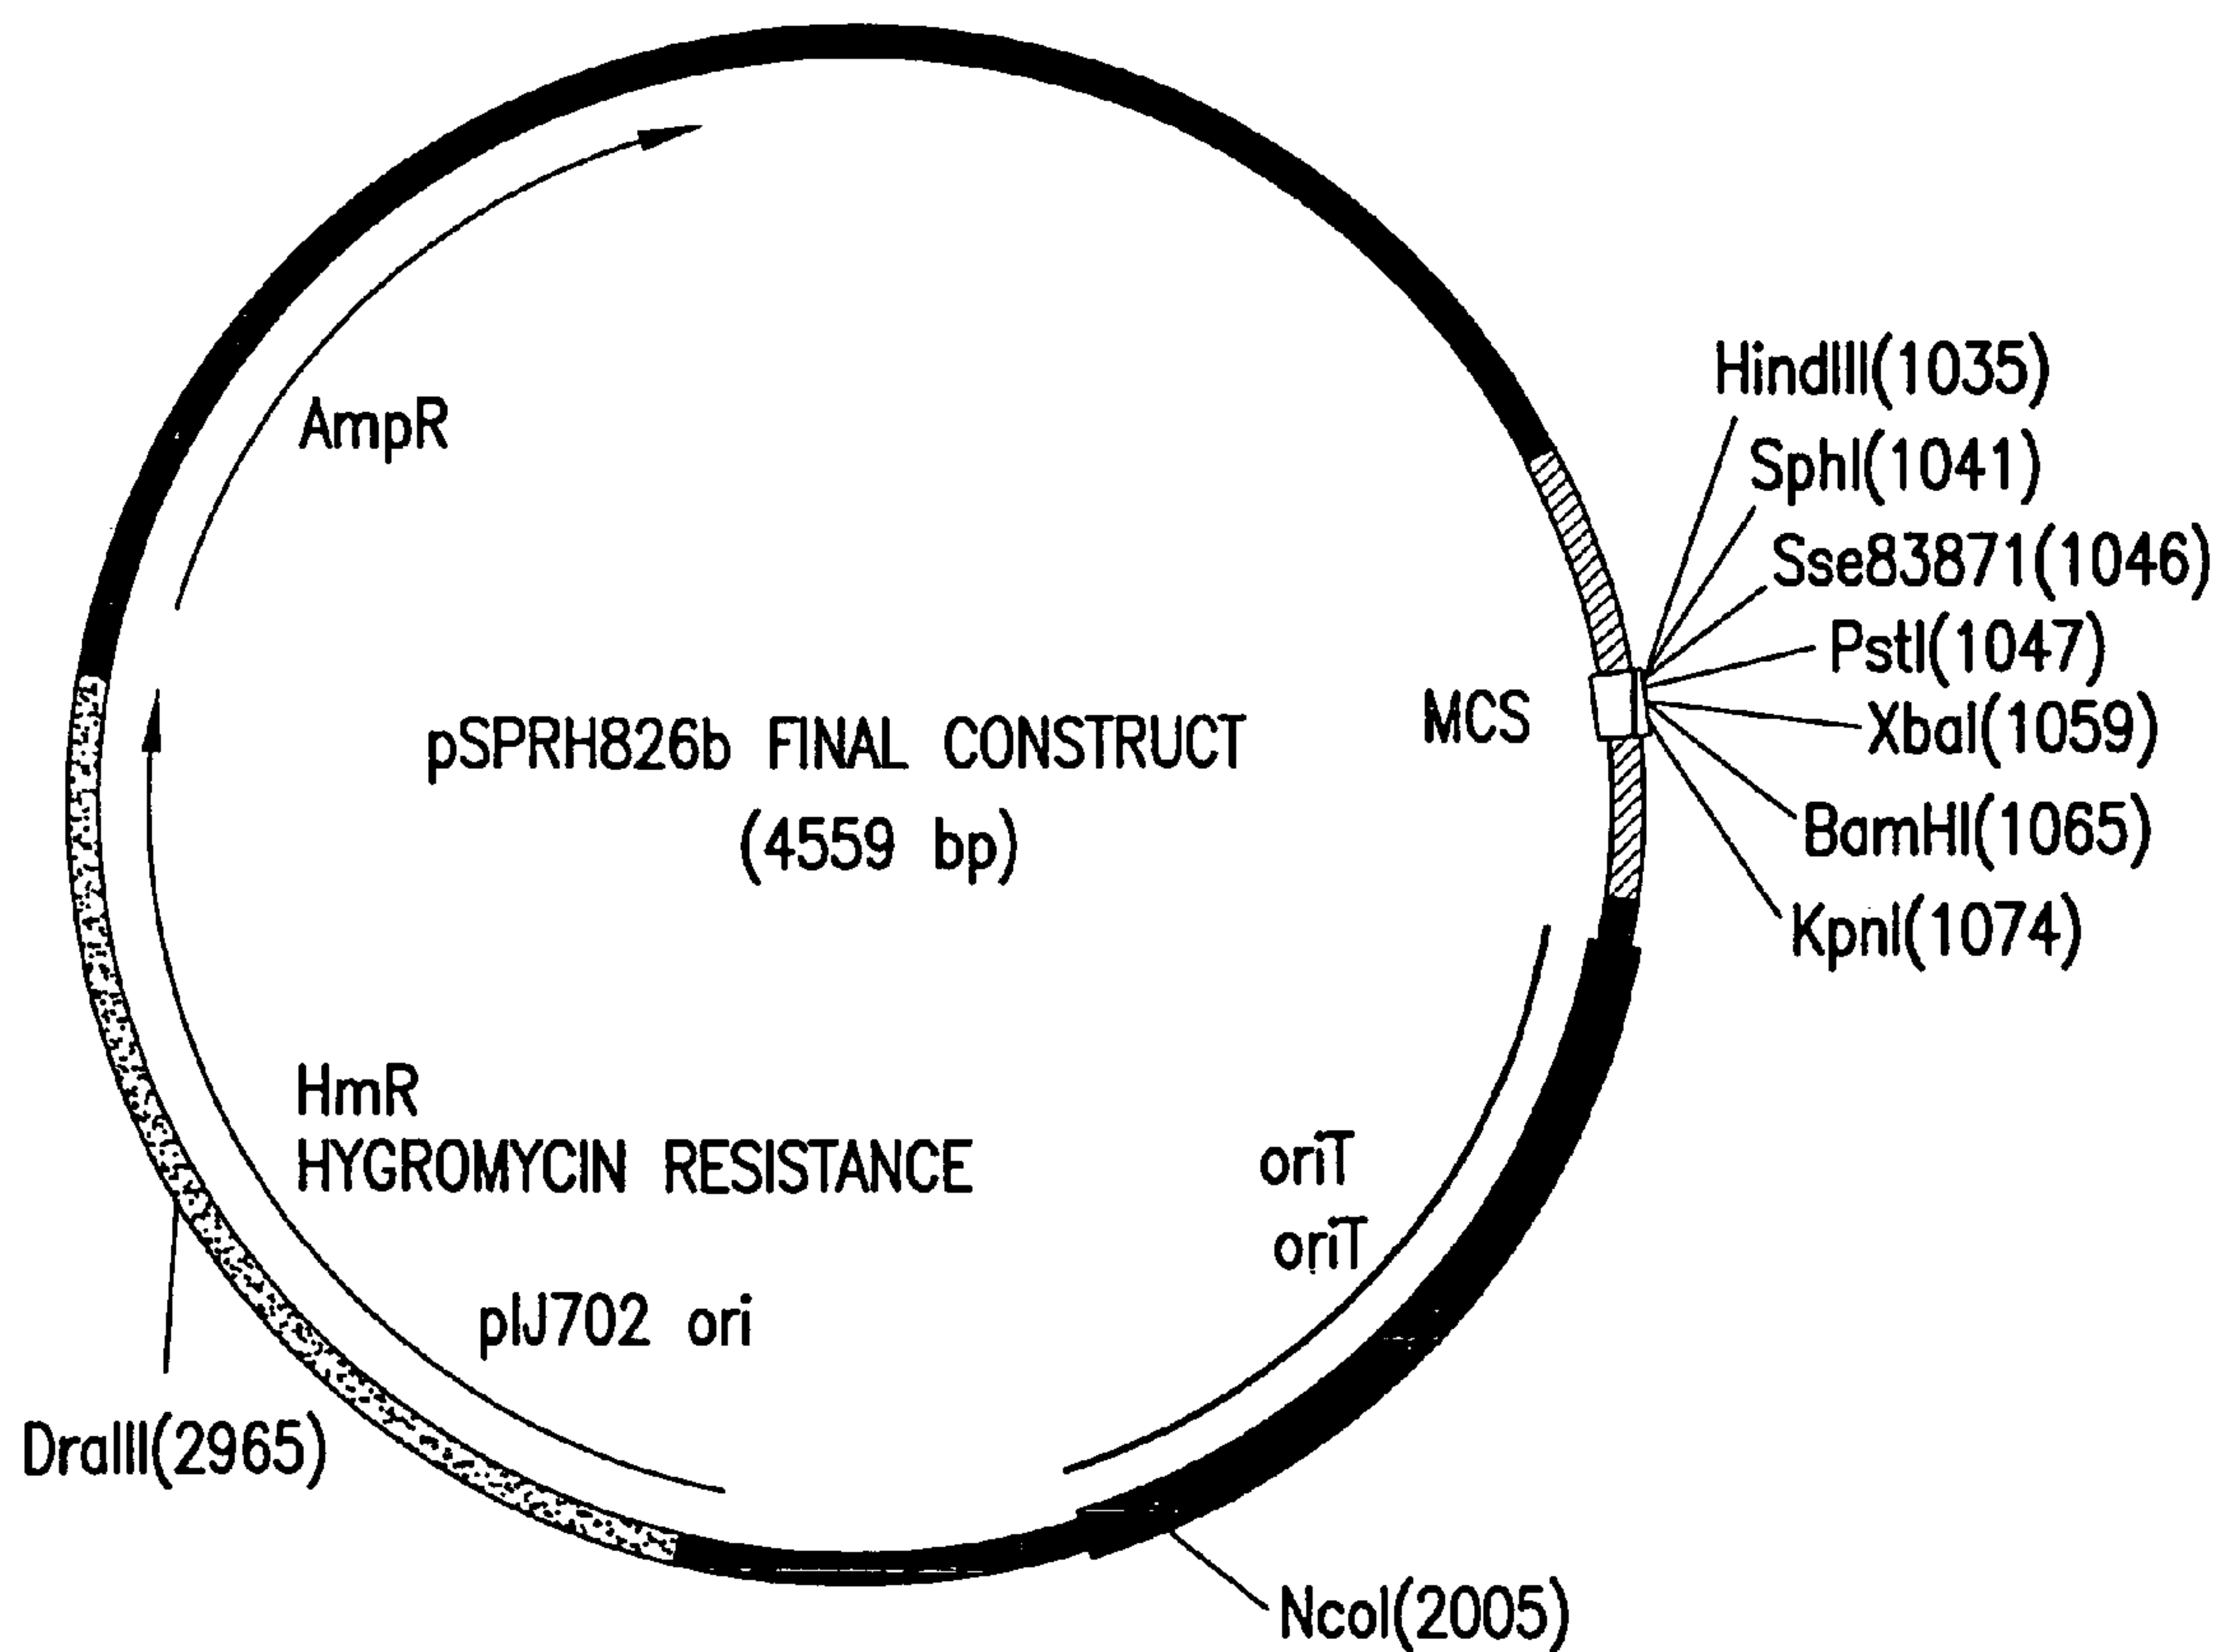 HindIII(1035)
SphI(1041)
Sse83871(1046)
PstI(1047)
XbaI(1059)
BamHI(1065)
KpnI(1074)
AmpR
MCS
pSPRH826b FINAL CONSTRUCT
(4559 bp)
HmR
HYGROMYCIN RESISTANCE
oriT
oriT
pIJ702 ori
DraIII(2965)
NcoI(2005)